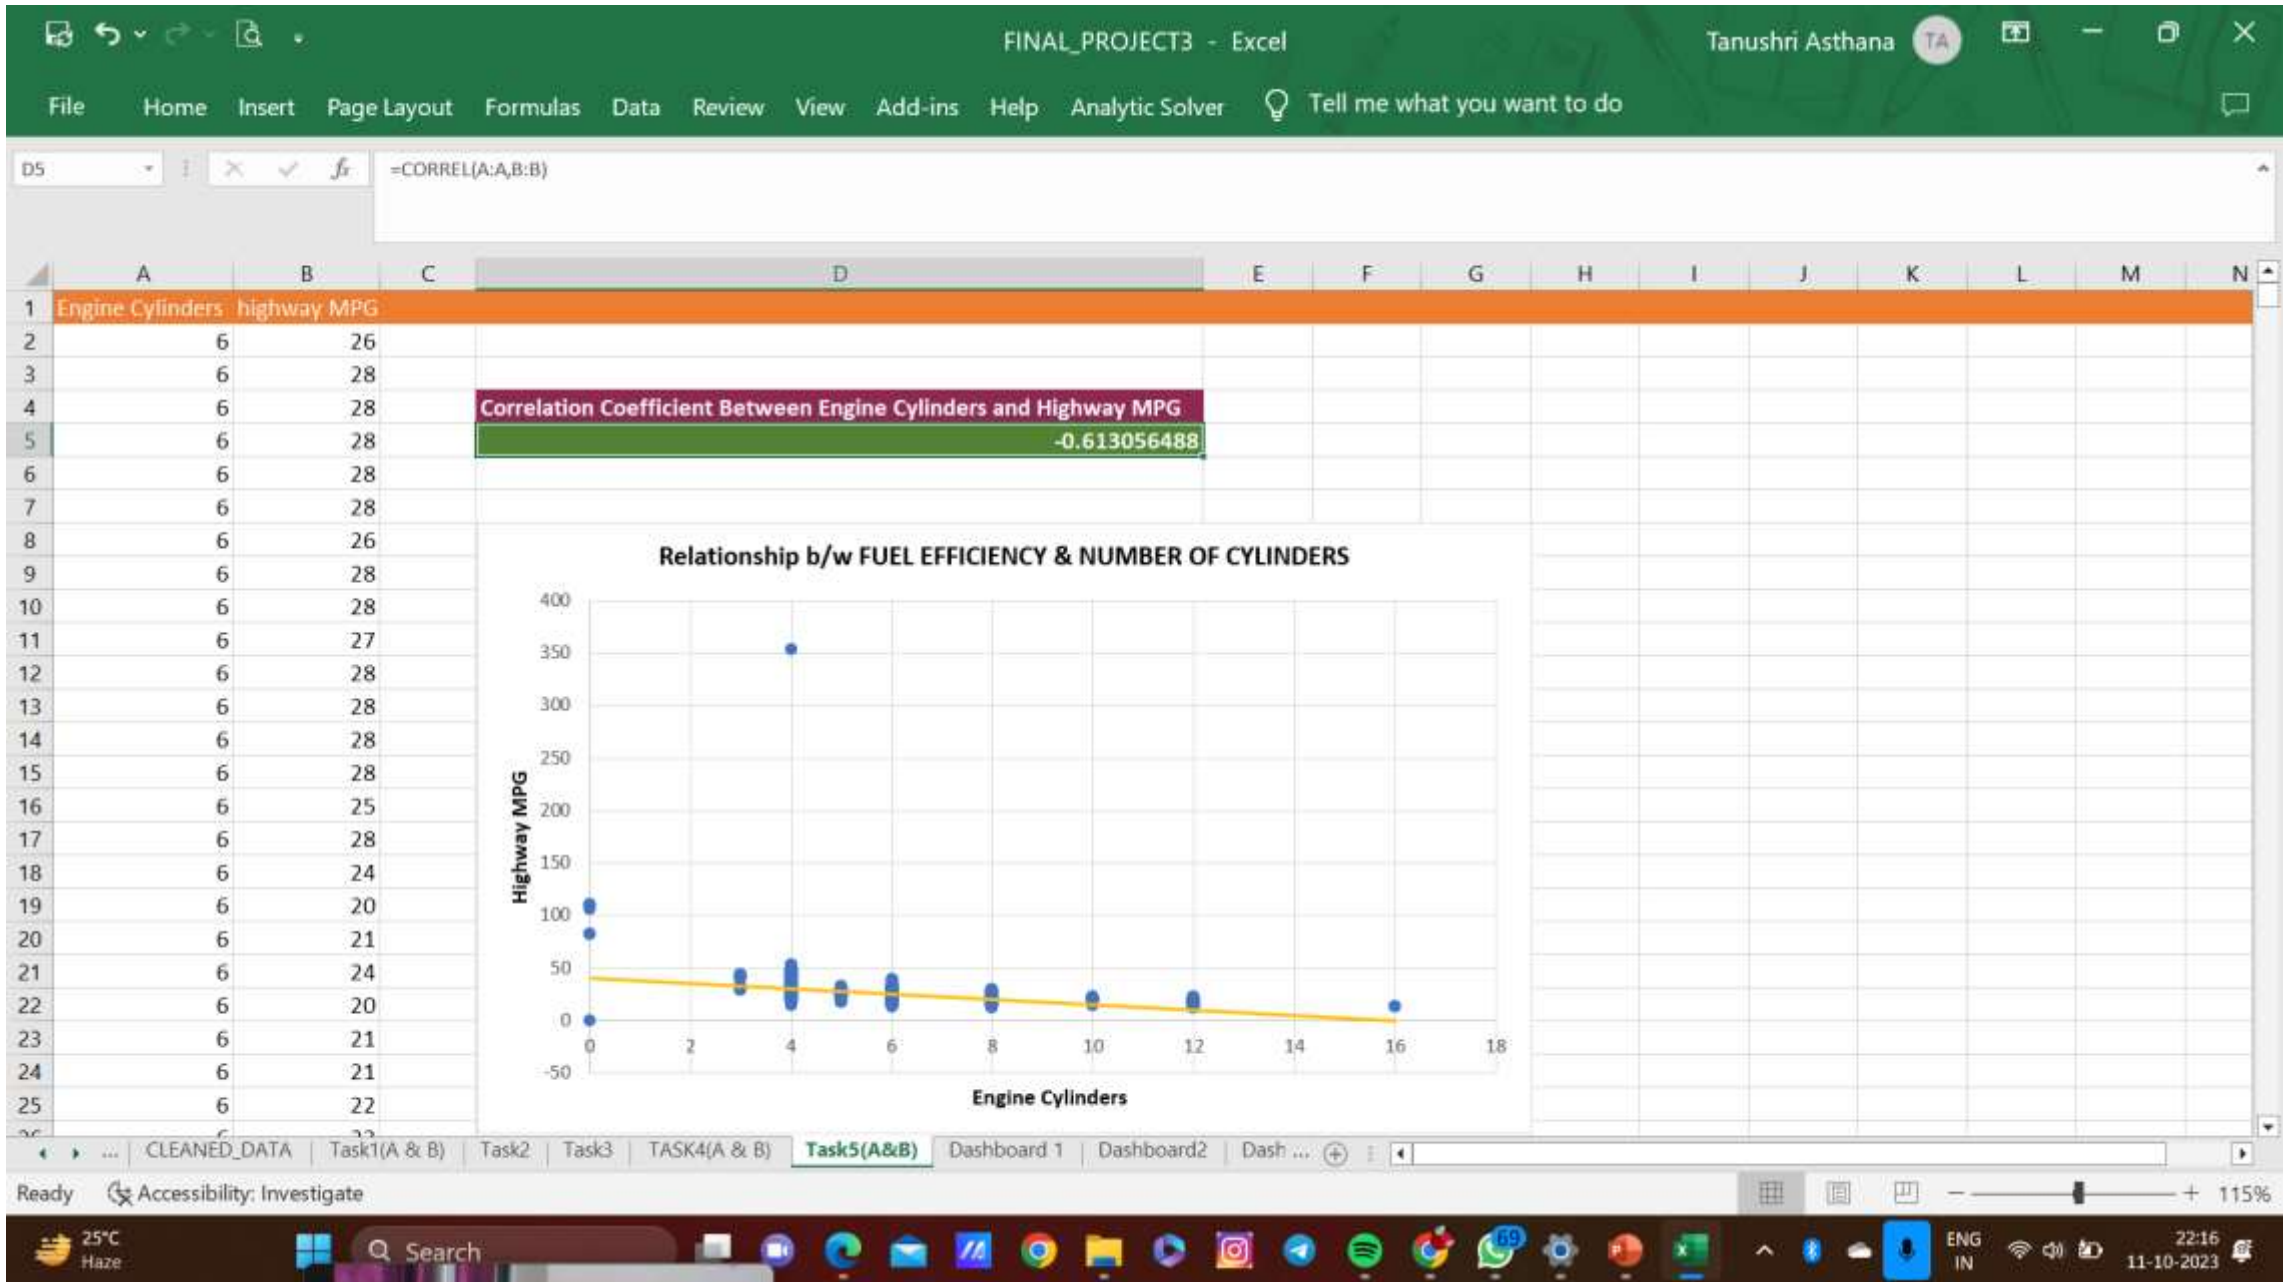 FINAL_PROJECT3 - Excel
Tanushri Asthana TA
File Home Insert Page Layout Formulas Data Review View Add-ins Help Analytic Solver Tell me what you want to do
D5 fx =CORREL(A:A,B:B)
A B C D E F G H I J K L M N
1 Engine Cylinders highway MPG
2 6 26
3 6 28
4 6 28 Correlation Coefficient Between Engine Cylinders and Highway MPG
5 6 28 -0.613056488
6 6 28
7 6 28
8 6 26
9 6 28
10 6 28
11 6 27
12 6 28
13 6 28
14 6 28
15 6 28
16 6 25
17 6 28
18 6 24
19 6 20
20 6 21
21 6 24
22 6 20
23 6 21
24 6 21
25 6 22
Relationship b/w FUEL EFFICIENCY & NUMBER OF CYLINDERS
Highway MPG
400
350
300
250
200
150
100
50
0
-50
0 2 4 6 8 10 12 14 16 18
Engine Cylinders
... CLEANED_DATA Task1(A & B) Task2 Task3 TASK4(A & B) Task5(A&B) Dashboard 1 Dashboard2 Dash ...
Ready Accessibility: Investigate 115%
25°C
Haze
Search
69
ENG
IN
22:16
11-10-2023